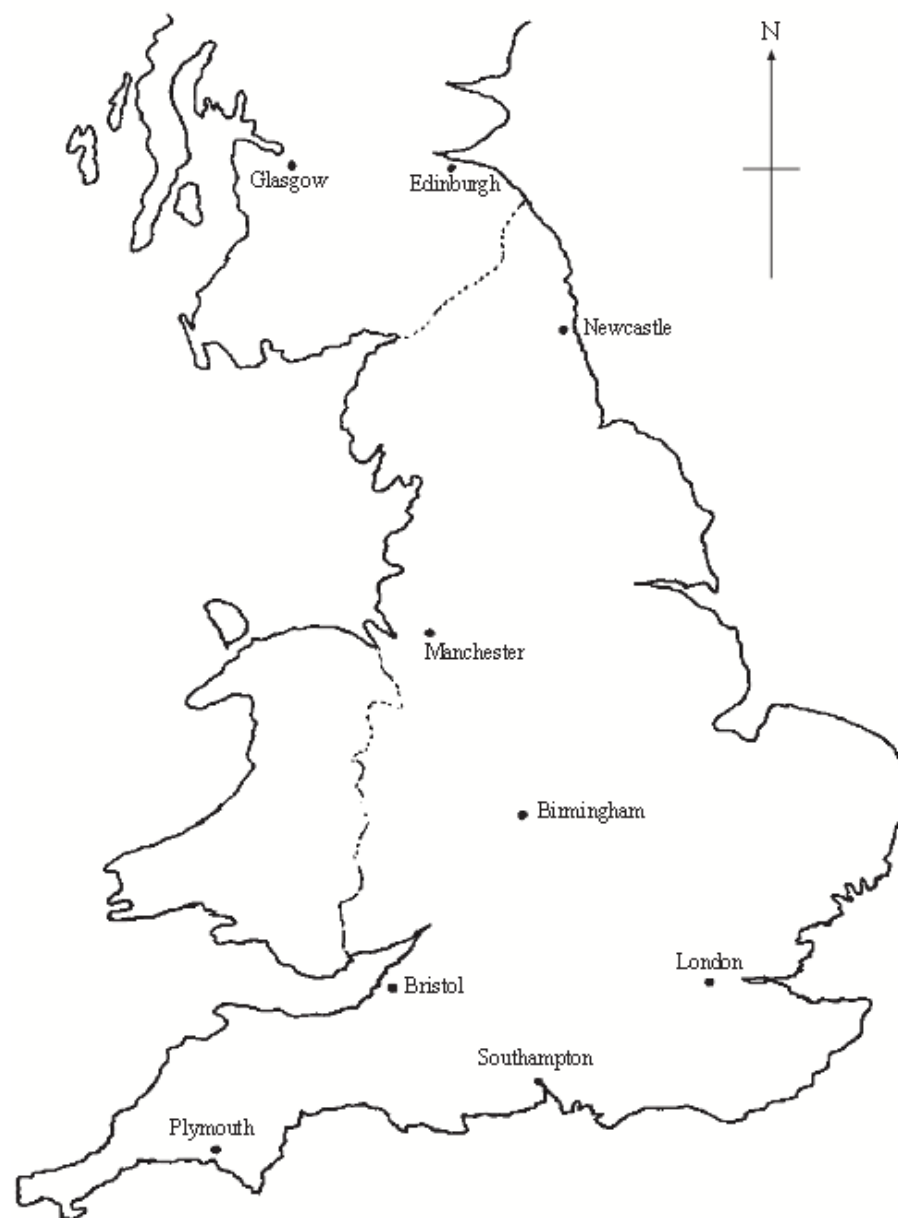 N
Glasgow
Edinburgh
Newcastle
Manchester
Birmingham
London
Bristol
Southampton
Plymouth